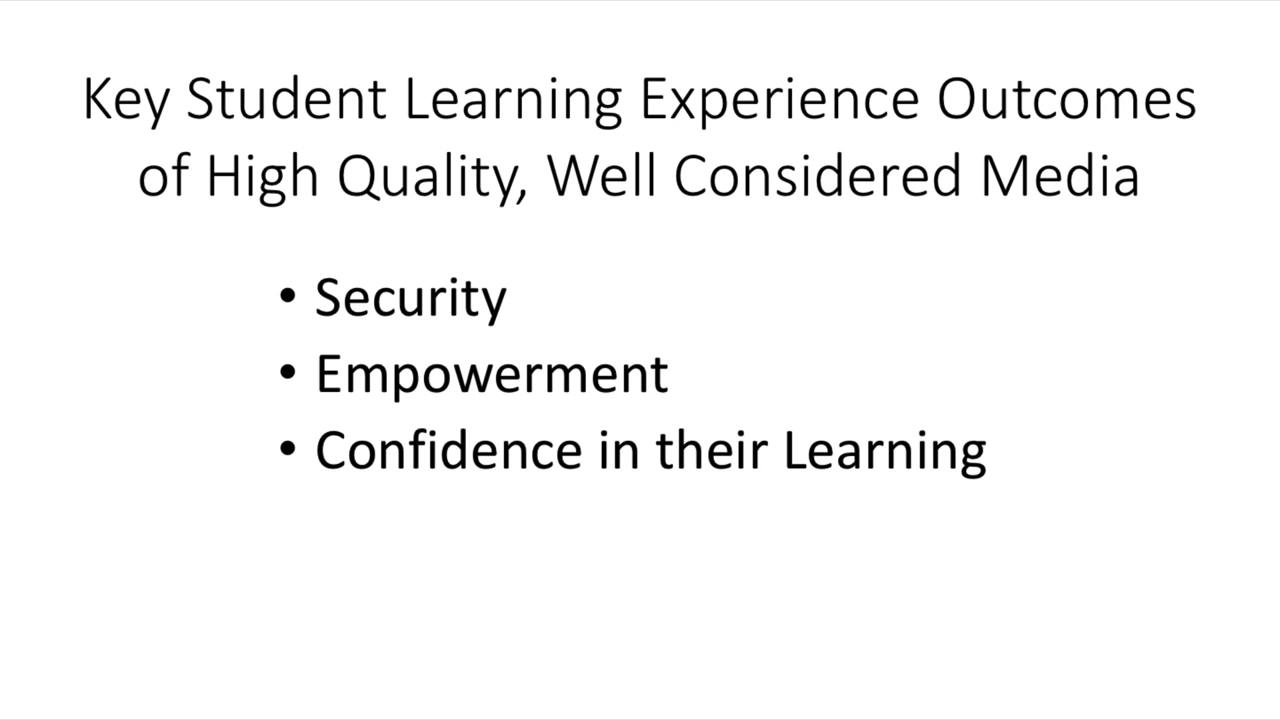 Key Student Learning Experience Outcomes
of High Quality, Well Considered Media
• Security
• Empowerment
• Confidence in their Learning